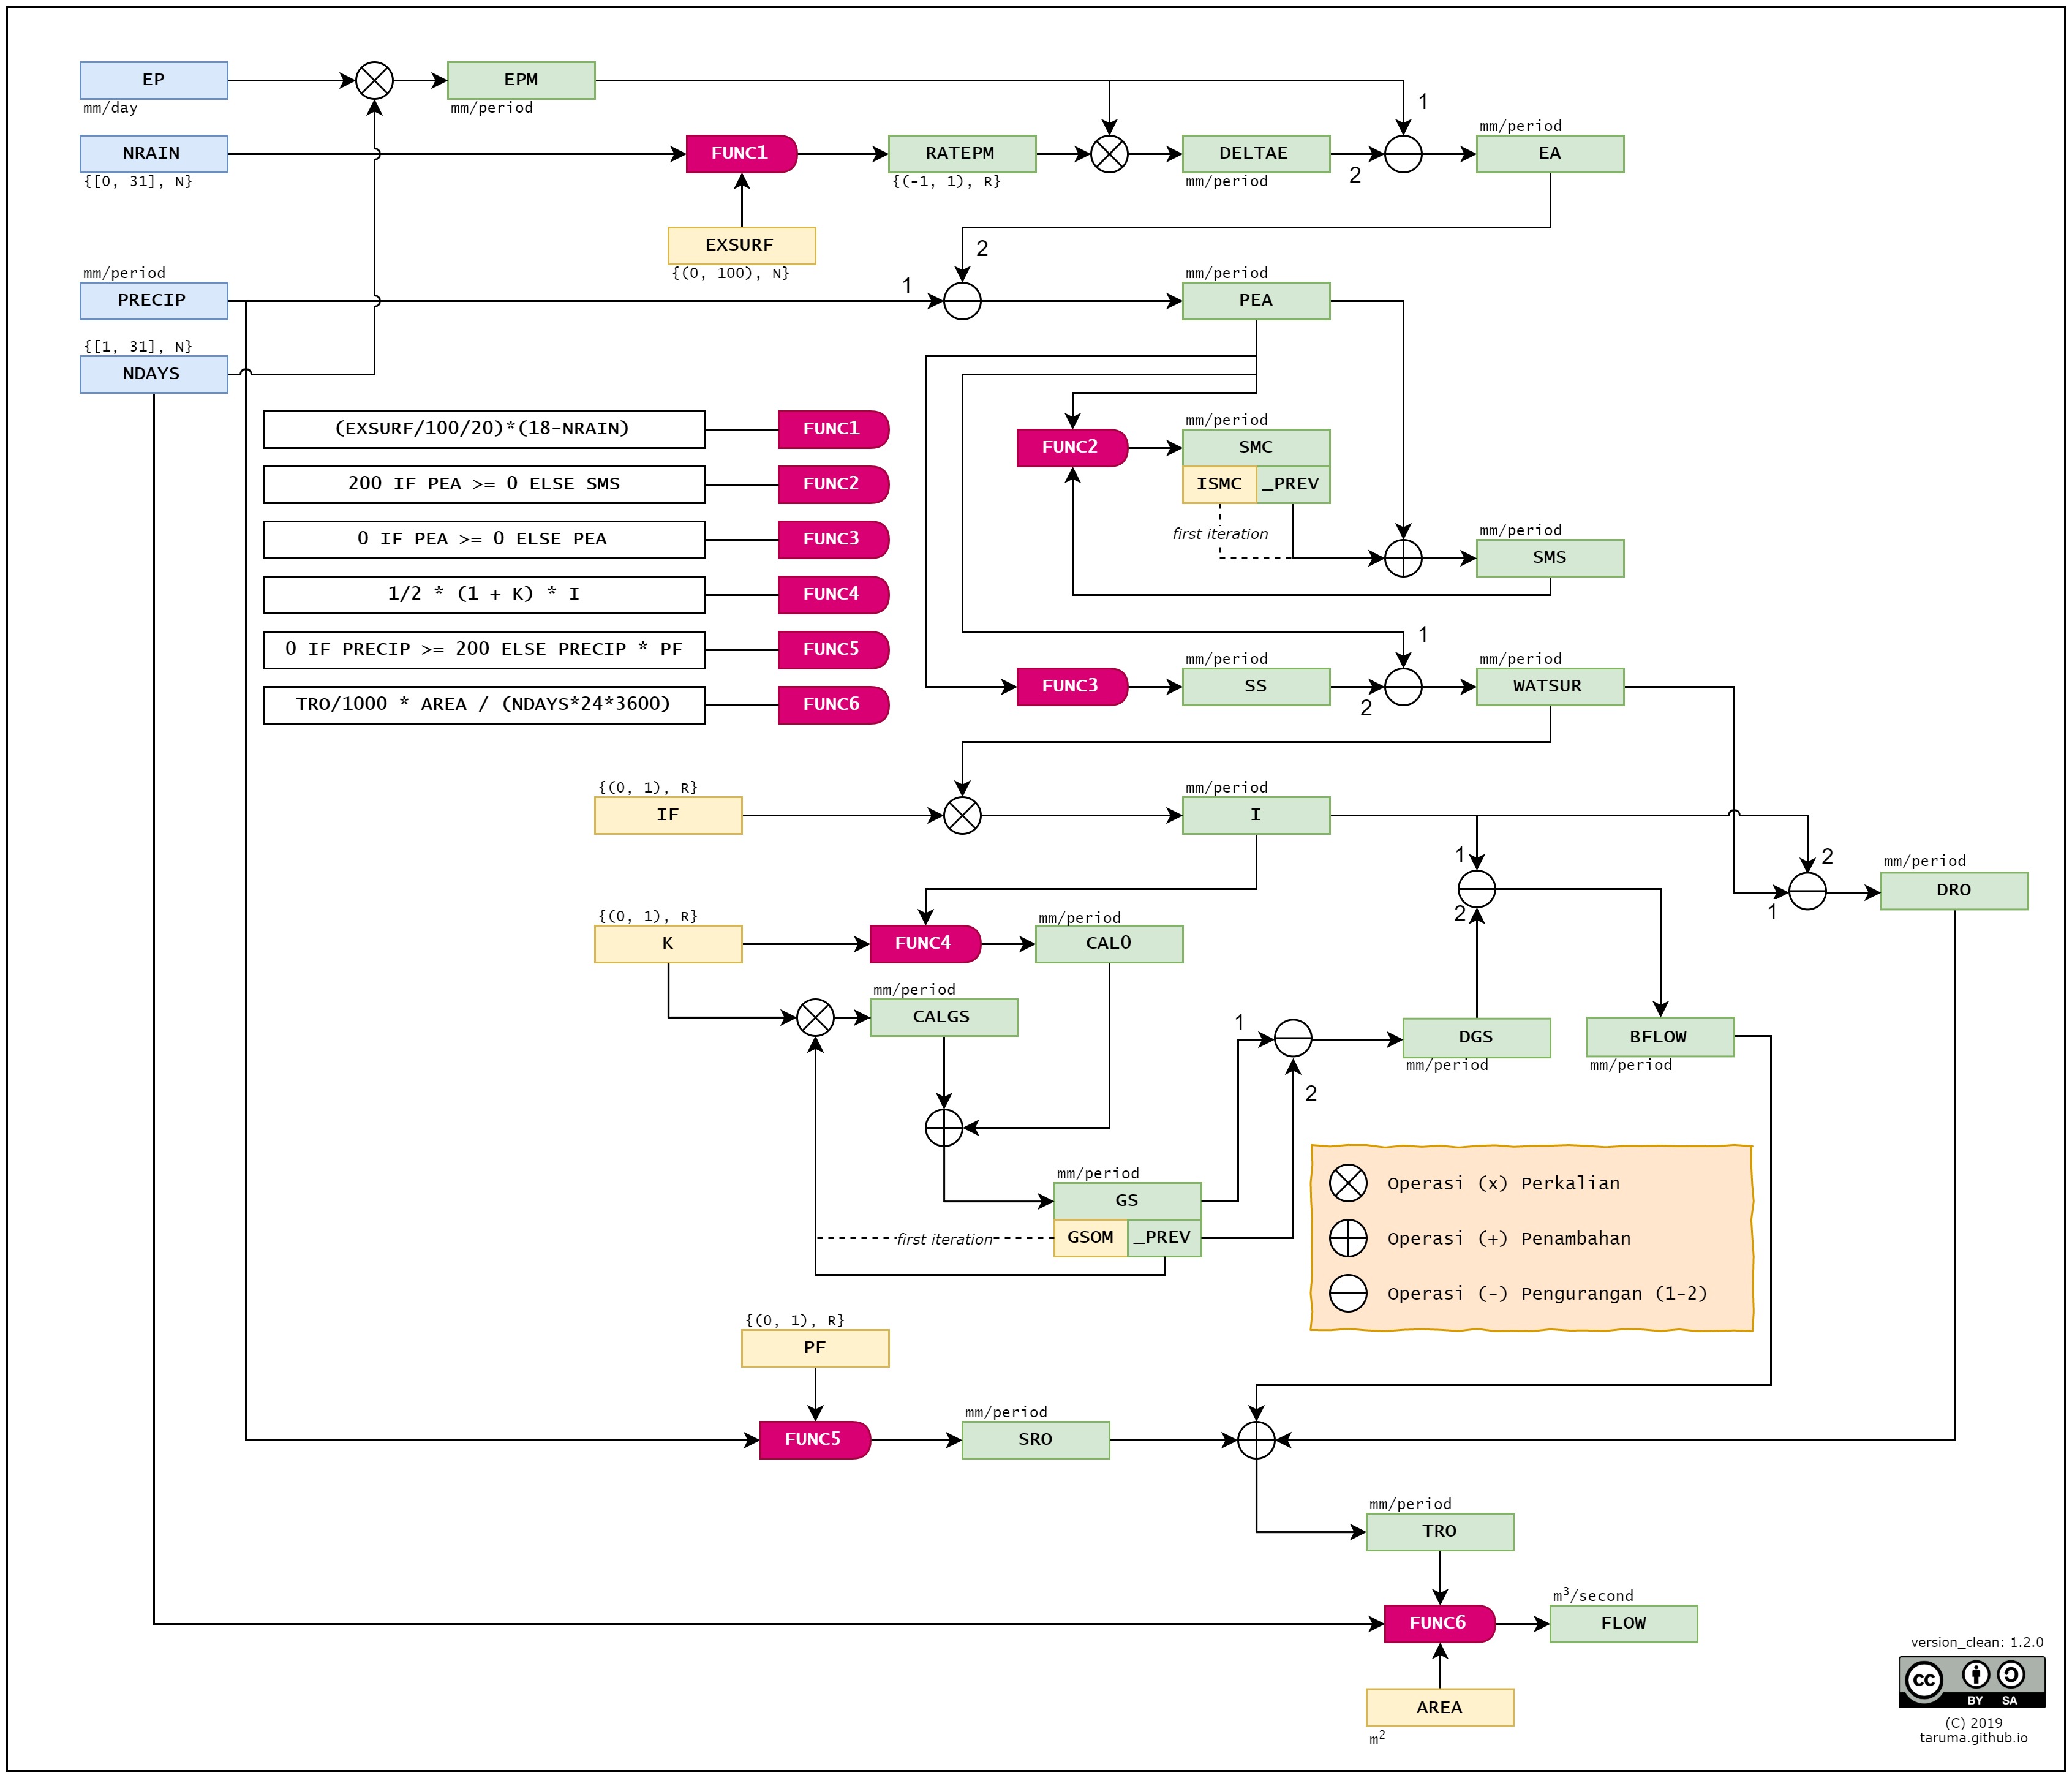 EP
mm/day
EPM
mm/period
1
NRAIN
{[0, 31], N}
FUNC1
RATEPM
{(-1, 1), R}
DELTAE
mm/period
2
mm/period
EA
EXSURF
{(0, 100), N}
2
mm/period
PRECIP
1
mm/period
PEA
{[1, 31], N}
NDAYS
(EXSURF/100/20)*(18-NRAIN)
FUNC1
200 IF PEA >= 0 ELSE SMS
FUNC2
0 IF PEA >= 0 ELSE PEA
FUNC3
1/2 * (1 + K) * I
FUNC4
0 IF PRECIP >= 200 ELSE PRECIP * PF
FUNC5
TRO/1000 * AREA / (NDAYS*24*3600)
FUNC6
FUNC2
mm/period
SMC
ISMC
_PREV
first iteration
mm/period
SMS
FUNC3
mm/period
SS
1
2
mm/period
WATSUR
{(0, 1), R}
IF
mm/period
I
1
2
2
1
mm/period
DRO
{(0, 1), R}
K
FUNC4
mm/period
CAL0
mm/period
CALGS
1
2
DGS
mm/period
BFLOW
mm/period
mm/period
GS
GSOM
_PREV
first iteration
Operasi (x) Perkalian
Operasi (+) Penambahan
Operasi (-) Pengurangan (1-2)
{(0, 1), R}
PF
FUNC5
mm/period
SRO
mm/period
TRO
FUNC6
m³/second
FLOW
AREA
m²
version_clean: 1.2.0
CC
BY SA
(C) 2019
taruma.github.io